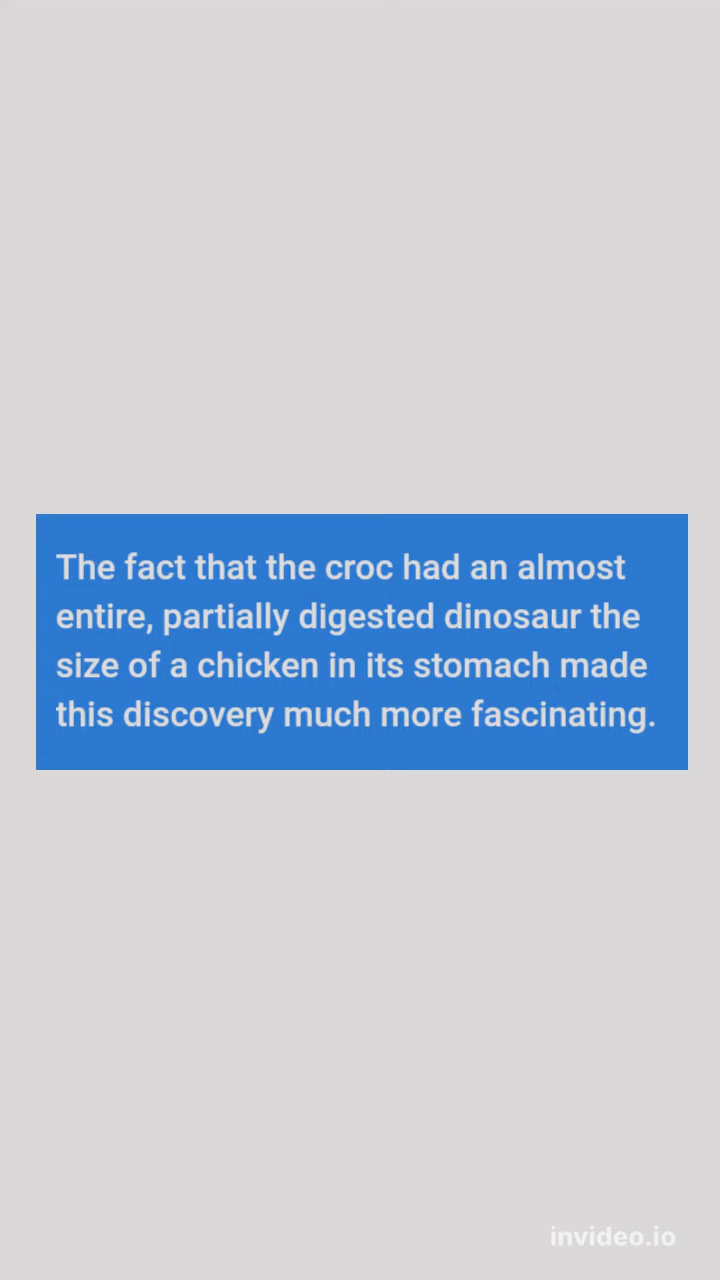 The fact that the croc had an almost
entire, partially digested dinosaur the
size of a chicken in its stomach made
this discovery much more fascinating.
invideo.io